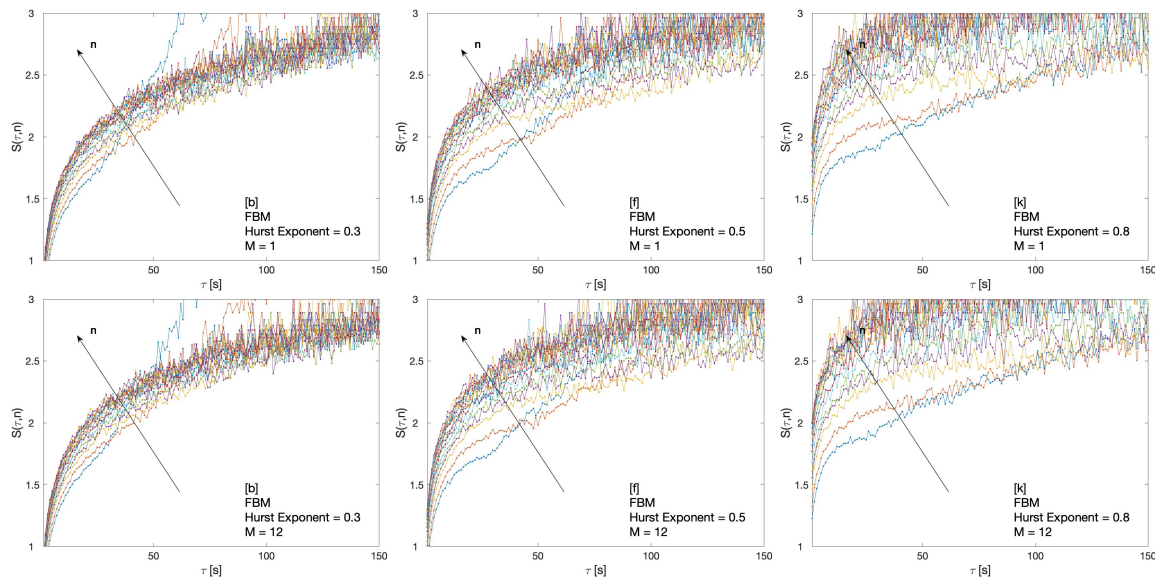 3
2.5
2
1.5
1
S(τ,n)
n
[b]
FBM
Hurst Exponent = 0.3
M = 1
50
100
150
τ [s]
3
2.5
2
1.5
1
S(τ,n)
n
[f]
FBM
Hurst Exponent = 0.5
M = 1
50
100
150
τ [s]
3
2.5
2
1.5
1
S(τ,n)
n
[k]
FBM
Hurst Exponent = 0.8
M = 1
50
100
150
τ [s]
3
2.5
2
1.5
1
S(τ,n)
n
[b]
FBM
Hurst Exponent = 0.3
M = 12
50
100
150
τ [s]
3
2.5
2
1.5
1
S(τ,n)
n
[f]
FBM
Hurst Exponent = 0.5
M = 12
50
100
150
τ [s]
3
2.5
2
1.5
1
S(τ,n)
n
[k]
FBM
Hurst Exponent = 0.8
M = 12
50
100
150
τ [s]